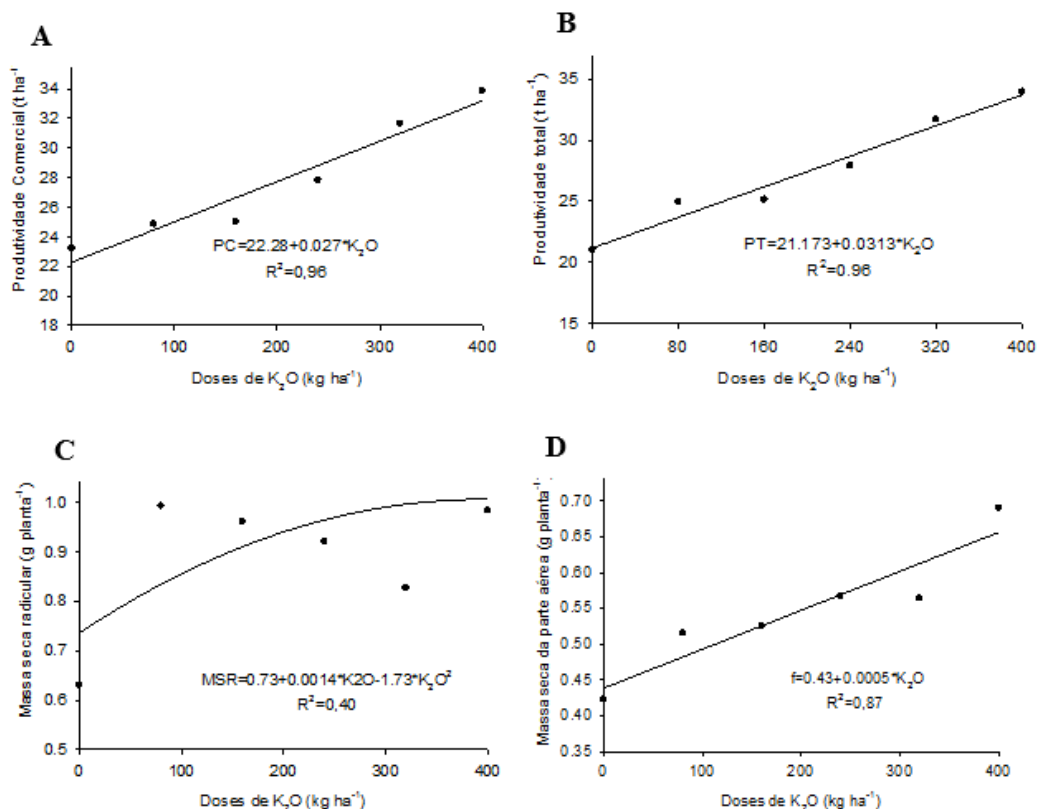 A
Produtividade Comercial (t ha⁻¹)
34
32
30
28
26
24
22
20
18
PC=22.28+0.027*K₂O
R²=0,96
0 100 200 300 400
Doses de K₂O (kg ha⁻¹)
B
Produtividade total (t ha⁻¹)
35
30
25
20
15
PT=21.173+0.0313*K₂O
R²=0.96
0 80 160 240 320 400
Doses de K₂O (kg ha⁻¹)
C
Massa seca radicular (g planta⁻¹)
1.0
0.9
0.8
0.7
0.6
0.5
MSR=0.73+0.0014*K2O-1.73*K₂O²
R²=0,40
0 100 200 300 400
Doses de K₂O (kg ha⁻¹)
D
Massa seca da parte aérea (g planta⁻¹)
0.70
0.65
0.60
0.55
0.50
0.45
0.40
0.35
f=0.43+0.0005*K₂O
R²=0,87
0 100 200 300 400
Doses de K₂O (kg ha⁻¹)